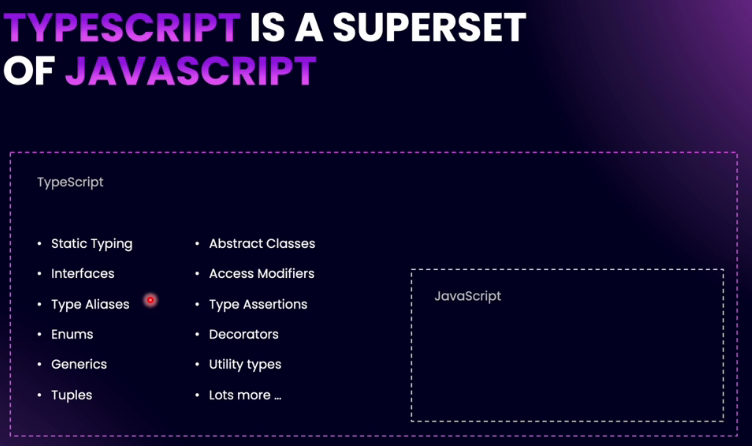 TYPESCRIPT IS A SUPERSET
OF JAVASCRIPT
TypeScript
• Static Typing
• Interfaces
• Type Aliases
• Enums
• Generics
• Tuples
• Abstract Classes
• Access Modifiers
• Type Assertions
• Decorators
• Utility types
• Lots more ...
JavaScript